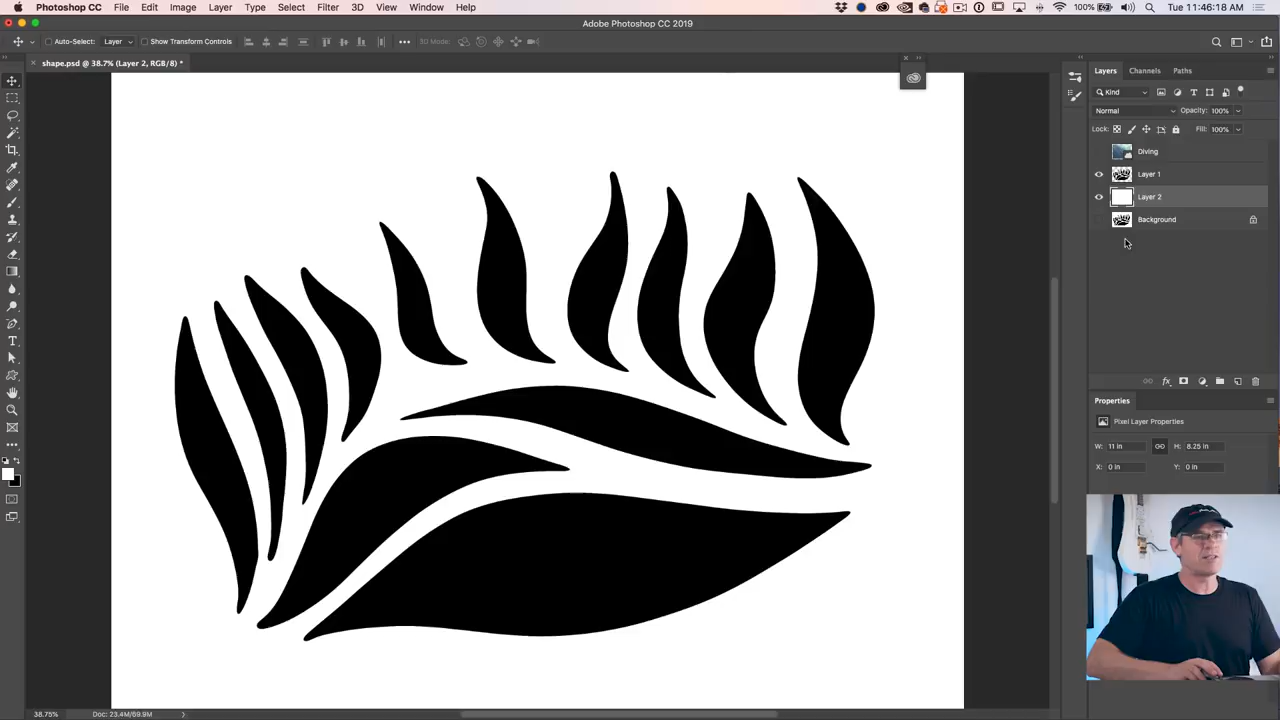 Photoshop CC File Edit Image Layer Type Select Filter 3D View Window Help 100% Tue 11:46:18 AM
Adobe Photoshop CC 2019
Auto-Select: Layer Show Transform Controls 3D Mode:
shape.psd @ 38.7% (Layer 2, RGB/8) *
Layers Channels Paths
Kind
Normal Opacity: 100%
Lock: Fill: 100%
Diving
Layer 1
Layer 2
Background
fx
Properties
Pixel Layer Properties
W: 11 in H: 8.25 in
X: 0 in Y: 0 in
38.75% Doc: 23.4M/69.9M